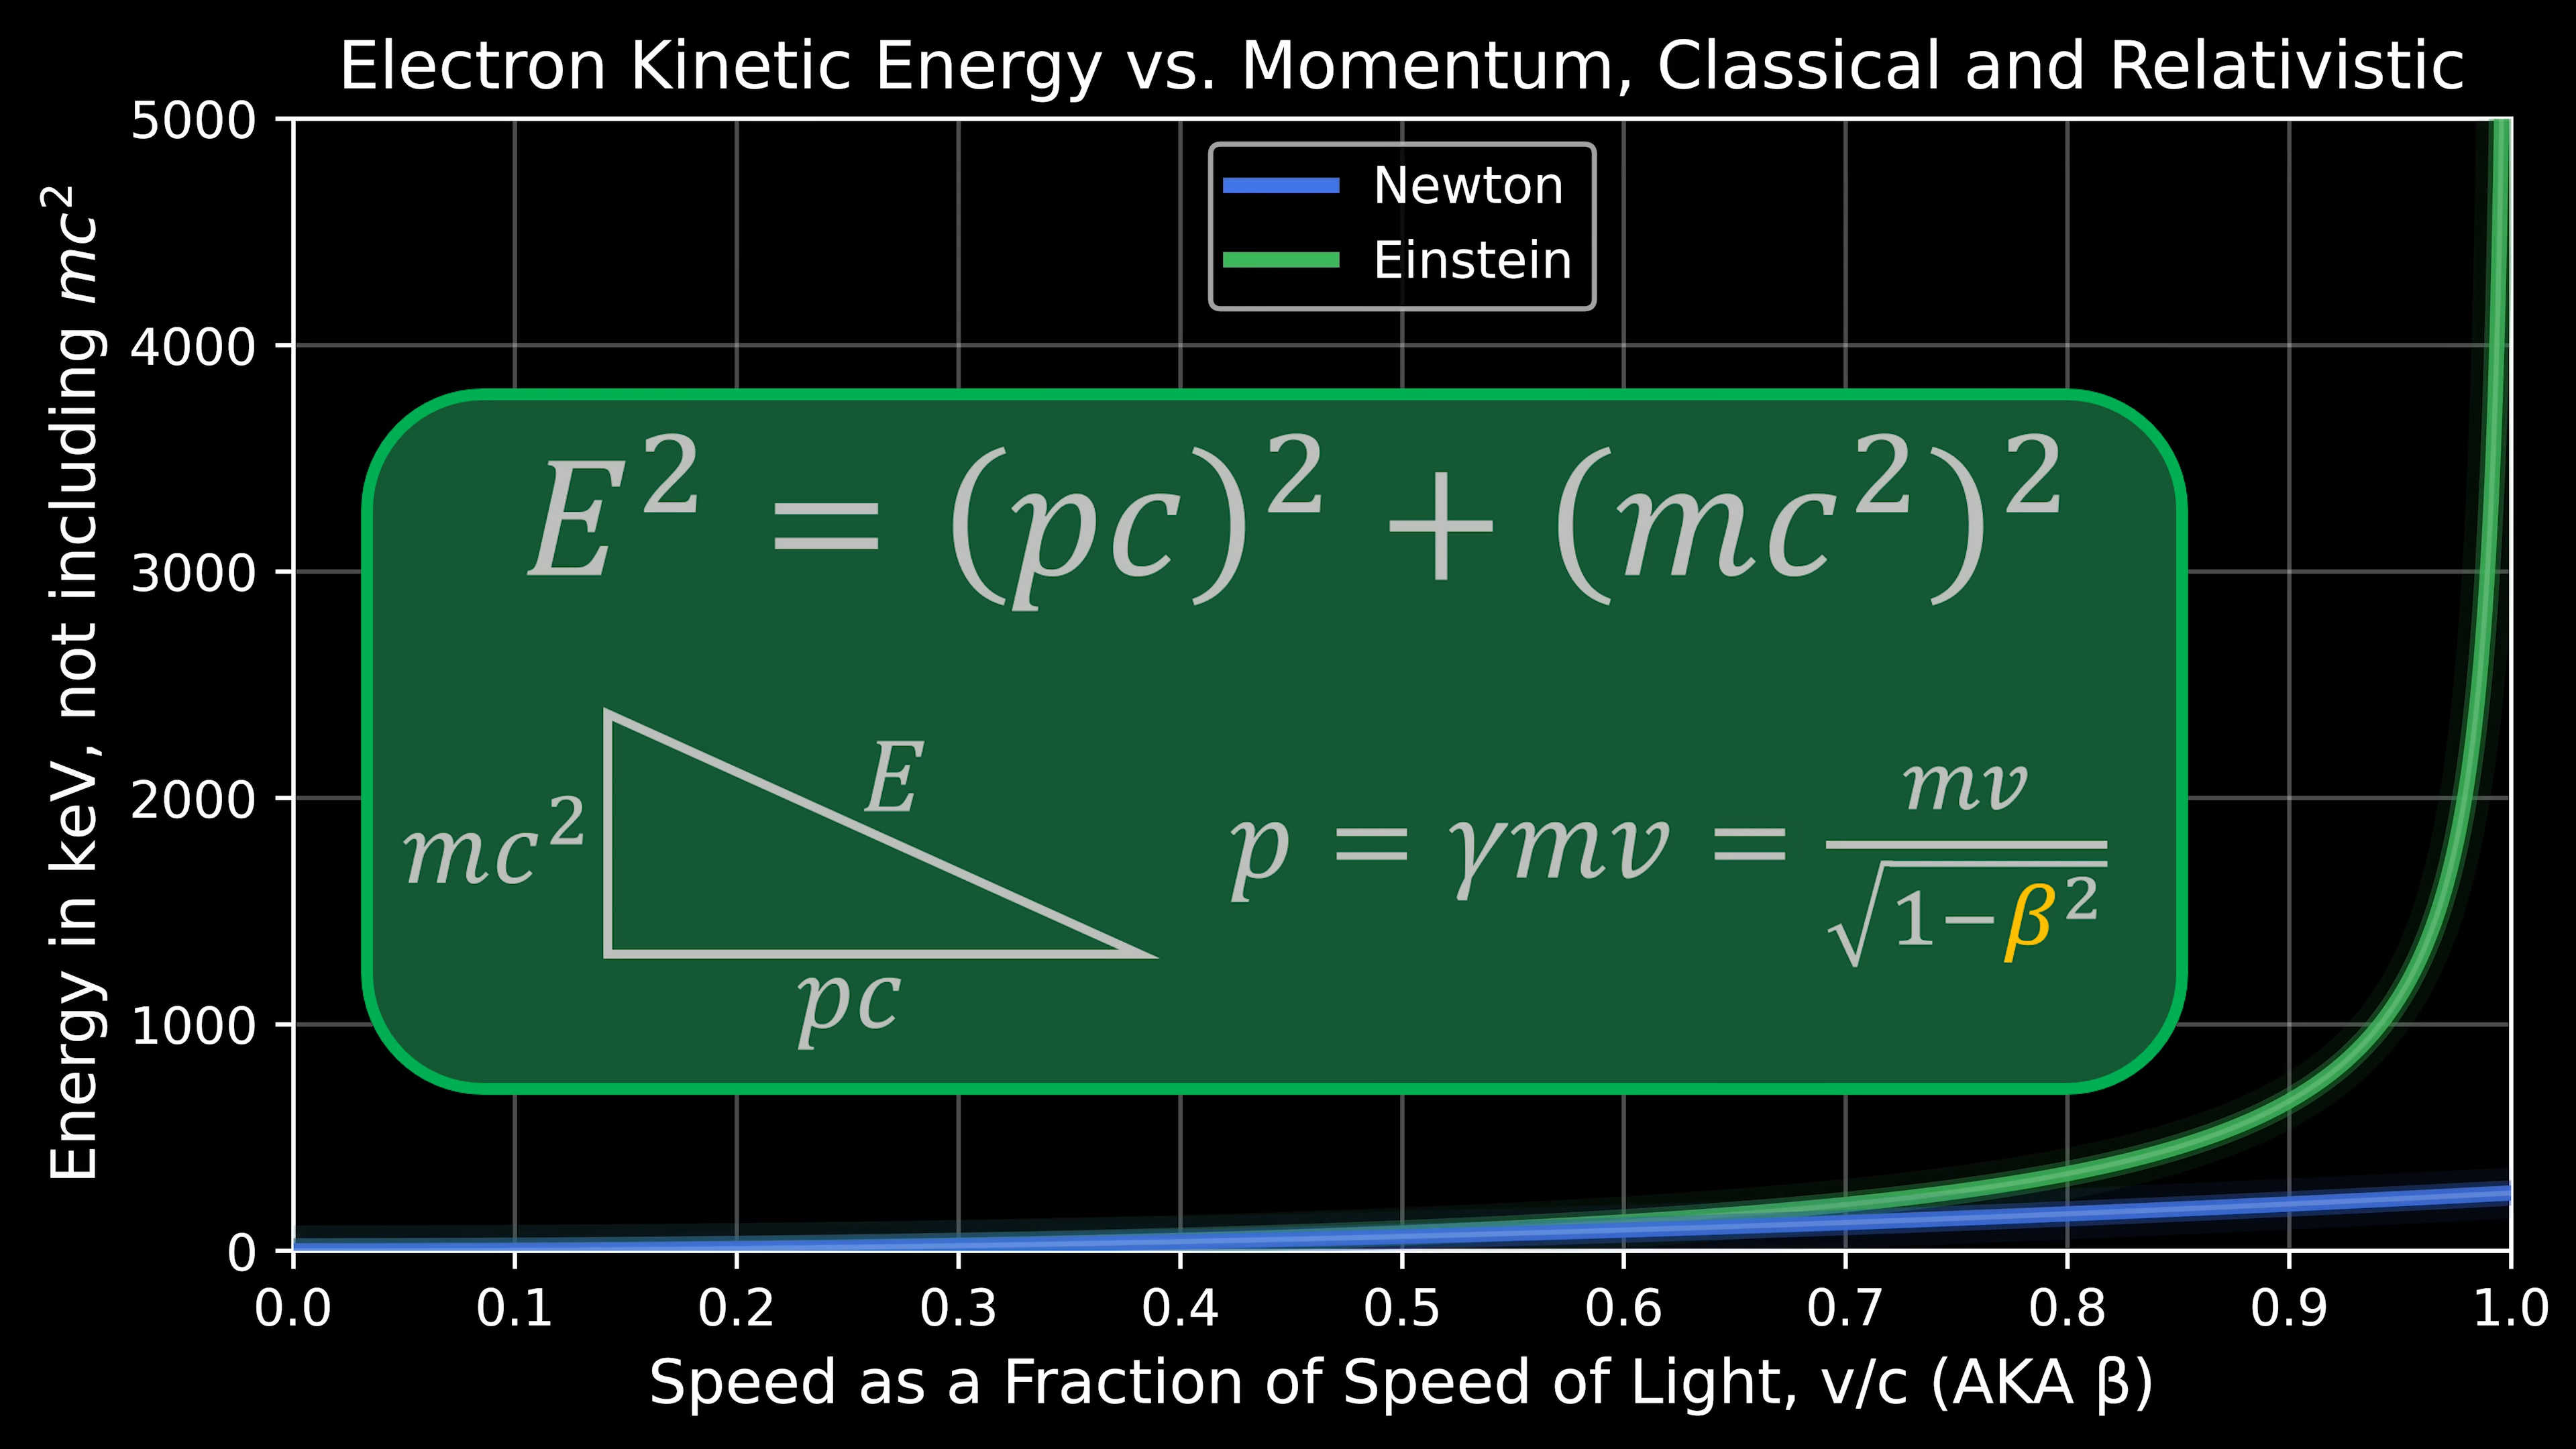 Electron Kinetic Energy vs. Momentum, Classical and Relativistic
Energy in keV, not including mc²
5000
4000
3000
2000
1000
0
Newton
Einstein
E² = (pc)² + (mc²)²
mc²
E
pc
p = γmv = mv / √(1−β²)
0.0 0.1 0.2 0.3 0.4 0.5 0.6 0.7 0.8 0.9 1.0
Speed as a Fraction of Speed of Light, v/c (AKA β)